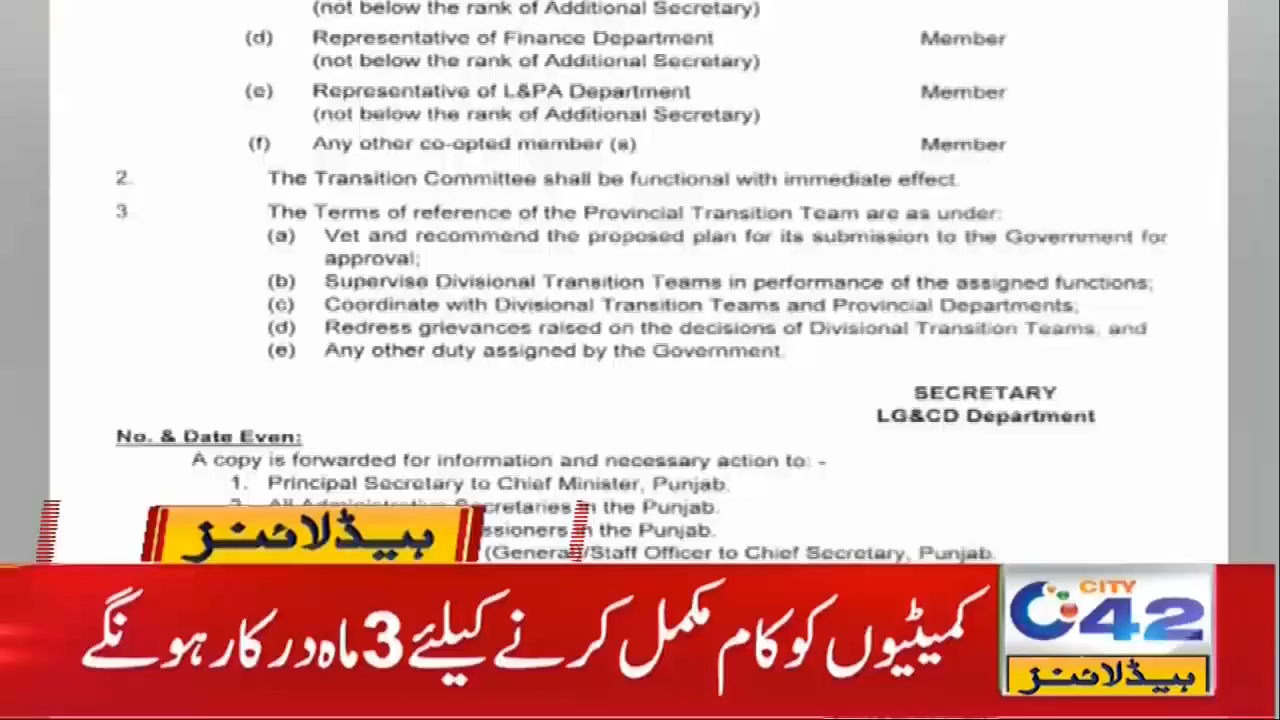 (not below the rank of Additional Secretary)
(d) Representative of Finance Department Member
(not below the rank of Additional Secretary)
(e) Representative of L&PA Department Member
(not below the rank of Additional Secretary)
(f) Any other co-opted member (s) Member
2. The Transition Committee shall be functional with immediate effect.
3. The Terms of reference of the Provincial Transition Team are as under:
(a) Vet and recommend the proposed plan for its submission to the Government for
approval;
(b) Supervise Divisional Transition Teams in performance of the assigned functions;
(c) Coordinate with Divisional Transition Teams and Provincial Departments;
(d) Redress grievances raised on the decisions of Divisional Transition Teams; and
(e) Any other duty assigned by the Government.
SECRETARY
LG&CD Department
No. & Date Even:
A copy is forwarded for information and necessary action to: -
1. Principal Secretary to Chief Minister, Punjab.
in the Punjab.
in the Punjab.
(General)/Staff Officer to Chief Secretary, Punjab.
ہیڈلائنز
کمیٹیوں کو کام مکمل کرنے کیلئے 3 ماہ درکار ہونگے
CITY
42
ہیڈلائنز